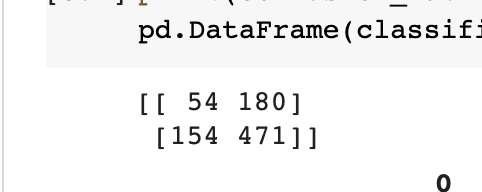 pd.DataFrame(classifi
[[ 54 180]
[154 471]]
0